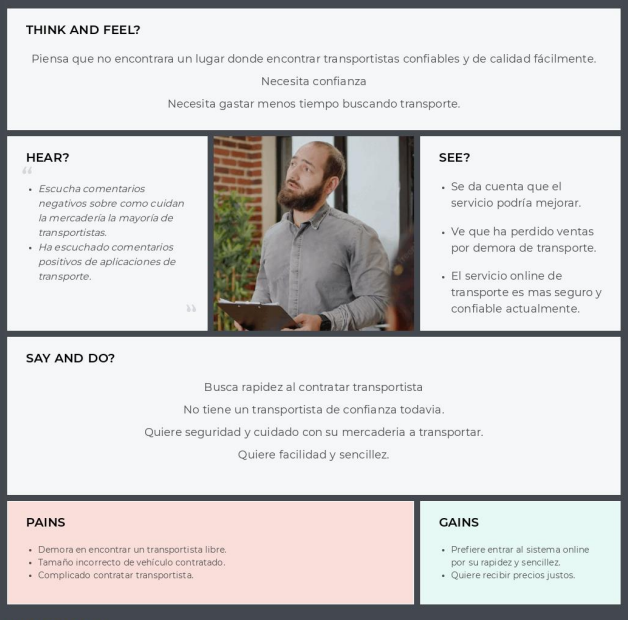 THINK AND FEEL?
Piensa que no encontrara un lugar donde encontrar transportistas confiables y de calidad fácilmente.
Necesita confianza
Necesita gastar menos tiempo buscando transporte.
HEAR?
“
• Escucha comentarios
negativos sobre como cuidan
la mercadería la mayoría de
transportistas.
• Ha escuchado comentarios
positivos de aplicaciones de
transporte.
”
SEE?
• Se da cuenta que el
servicio podría mejorar.
• Ve que ha perdido ventas
por demora de transporte.
• El servicio online de
transporte es mas seguro y
confiable actualmente.
SAY AND DO?
Busca rapidez al contratar transportista
No tiene un transportista de confianza todavia.
Quiere seguridad y cuidado con su mercaderia a transportar.
Quiere facilidad y sencillez.
PAINS
• Demora en encontrar un transportista libre.
• Tamaño incorrecto de vehículo contratado.
• Complicado contratar transportista.
GAINS
• Prefiere entrar al sistema online
por su rapidez y sencillez.
• Quiere recibir precios justos.